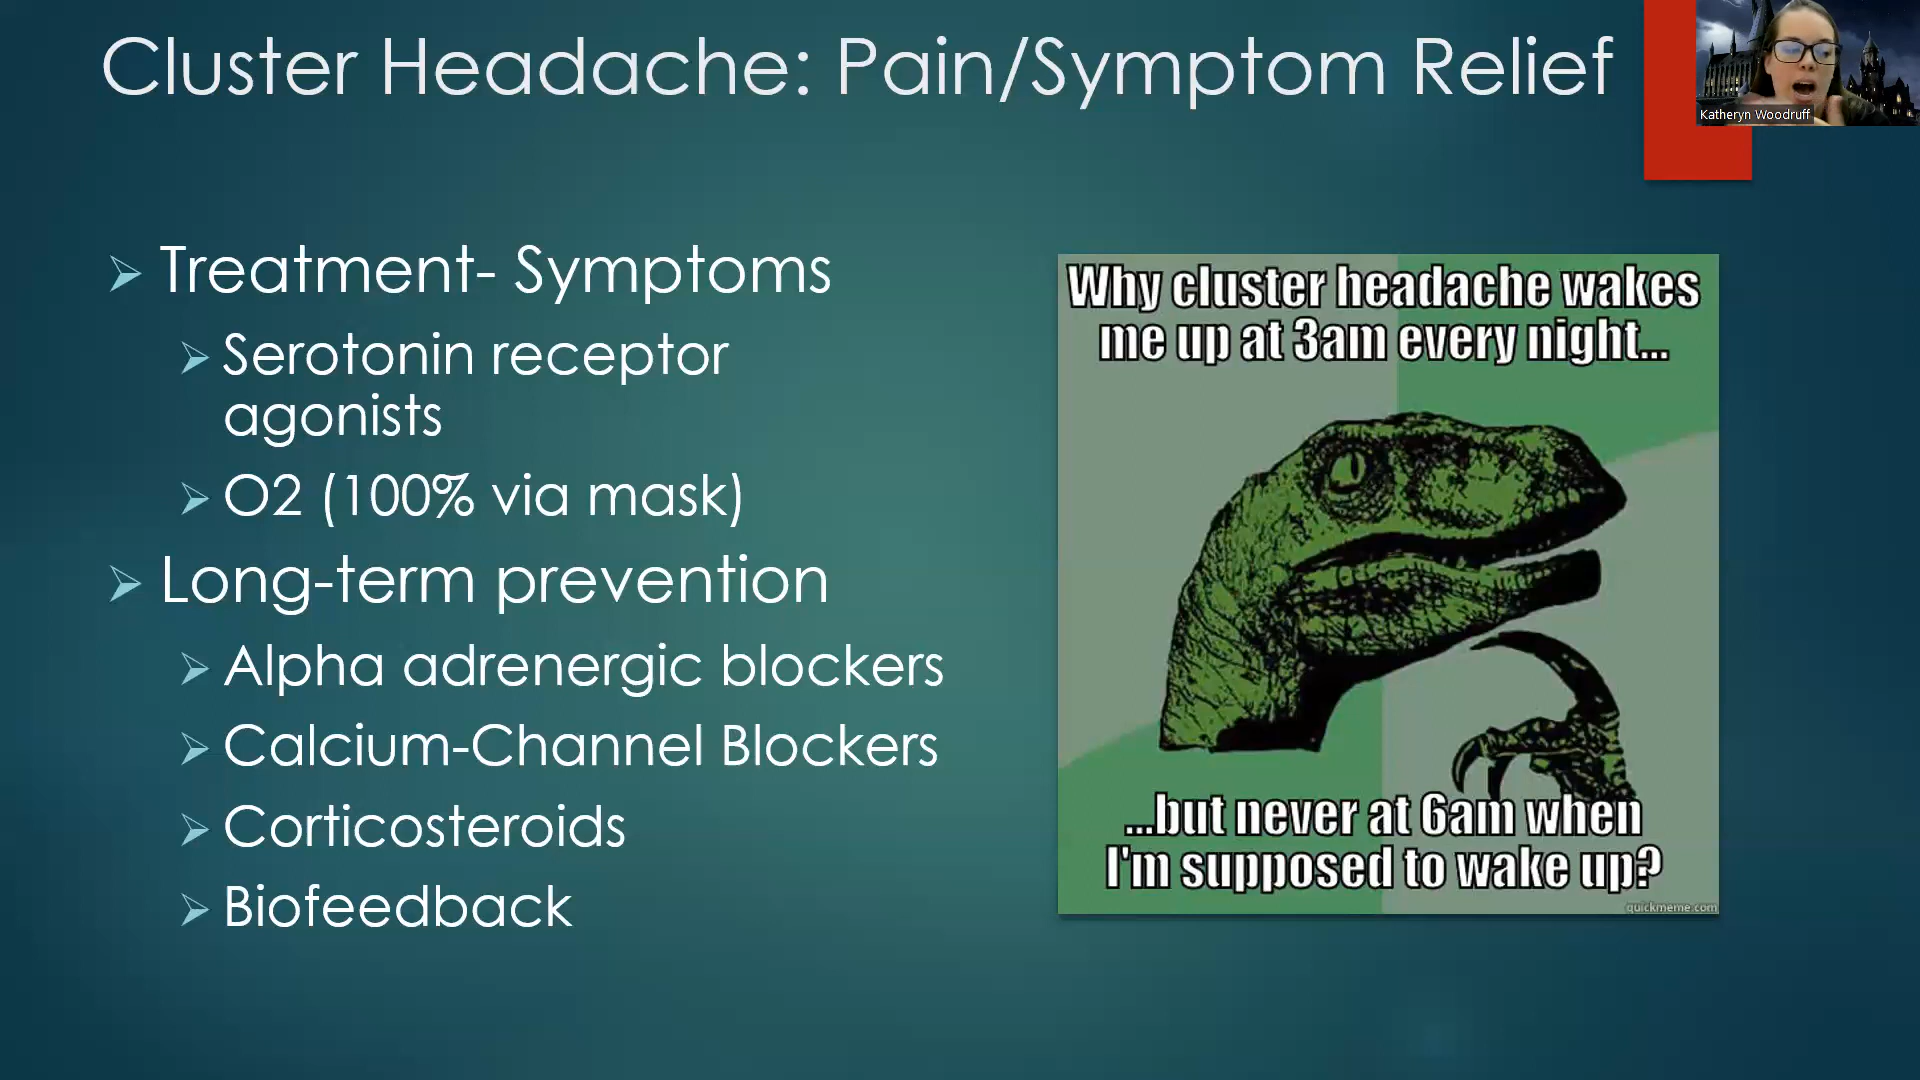 Cluster Headache: Pain/Symptom Relief
Katheryn Woodruff
Treatment- Symptoms
Serotonin receptor
agonists
O2 (100% via mask)
Long-term prevention
Alpha adrenergic blockers
Calcium-Channel Blockers
Corticosteroids
Biofeedback
Why cluster headache wakes
me up at 3am every night...
...but never at 6am when
I'm supposed to wake up?
quickmeme.com